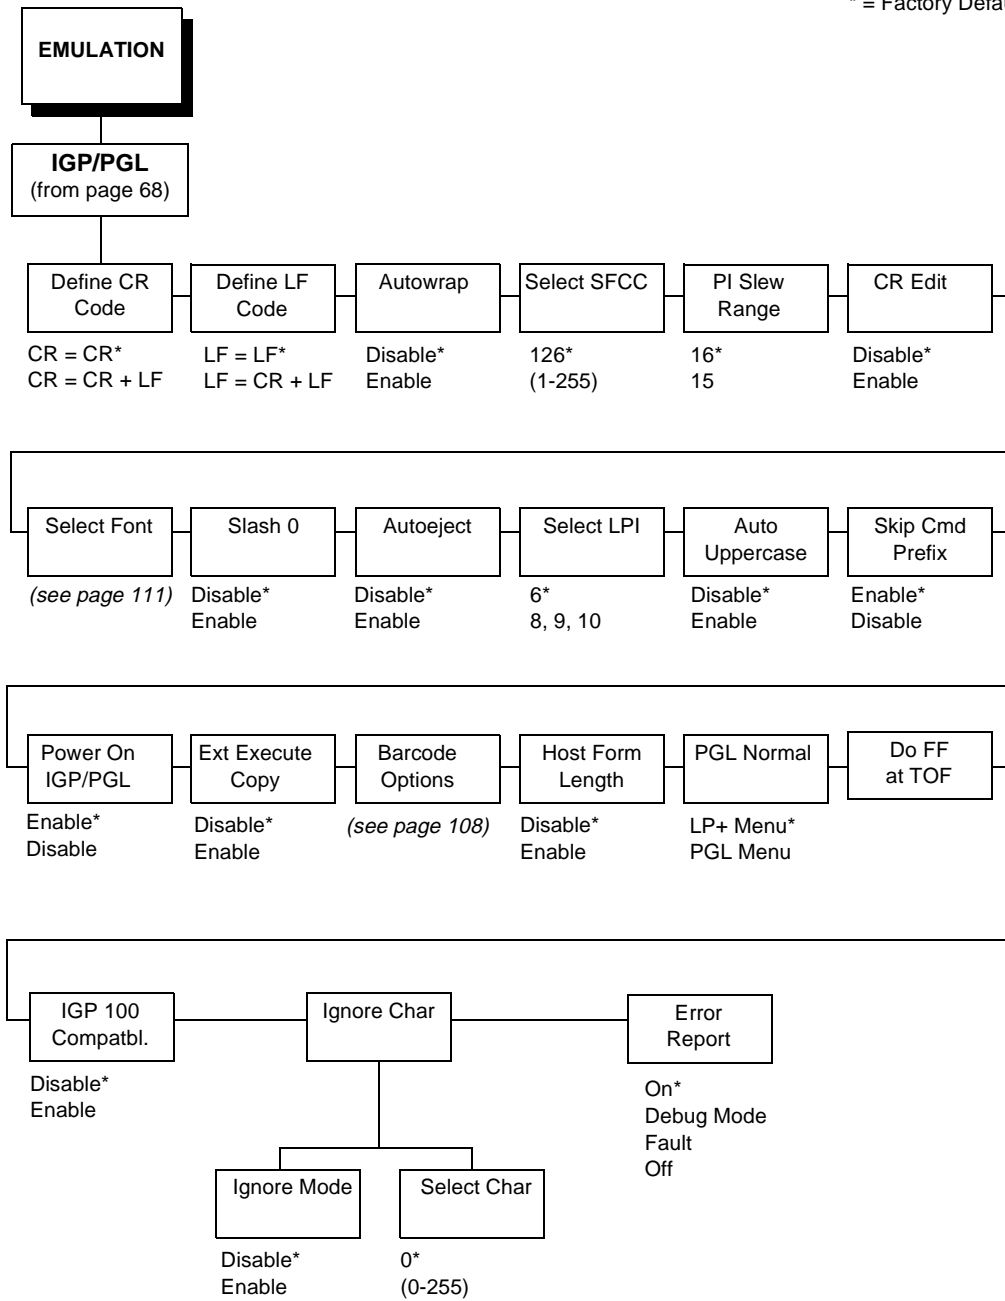 * = Factory Defau
EMULATION
IGP/PGL
(from page 68)
Define CR
Code
Define LF
Code
Autowrap
Select SFCC
PI Slew
Range
CR Edit
CR = CR*
CR = CR + LF
LF = LF*
LF = CR + LF
Disable*
Enable
126*
(1-255)
16*
15
Disable*
Enable
Select Font
Slash 0
Autoeject
Select LPI
Auto
Uppercase
Skip Cmd
Prefix
(see page 111)
Disable*
Enable
Disable*
Enable
6*
8, 9, 10
Disable*
Enable
Enable*
Disable
Power On
IGP/PGL
Ext Execute
Copy
Barcode
Options
Host Form
Length
PGL Normal
Do FF
at TOF
Enable*
Disable
Disable*
Enable
(see page 108)
Disable*
Enable
LP+ Menu*
PGL Menu
IGP 100
Compatbl.
Ignore Char
Error
Report
Disable*
Enable
On*
Debug Mode
Fault
Off
Ignore Mode
Select Char
Disable*
Enable
0*
(0-255)